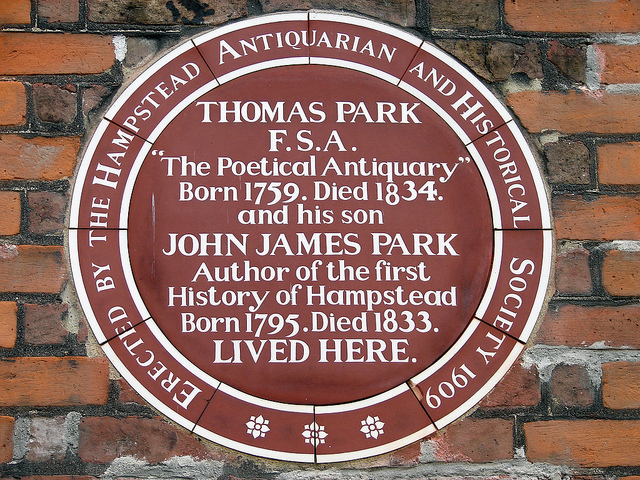 ERECTED BY THE HAMPSTEAD ANTIQUARIAN AND HISTORICAL SOCIETY 1909
THOMAS PARK
F.S.A.
"The Poetical Antiquary"
Born 1759. Died 1834.
and his son
JOHN JAMES PARK
Author of the first
History of Hampstead
Born 1795. Died 1833.
LIVED HERE.